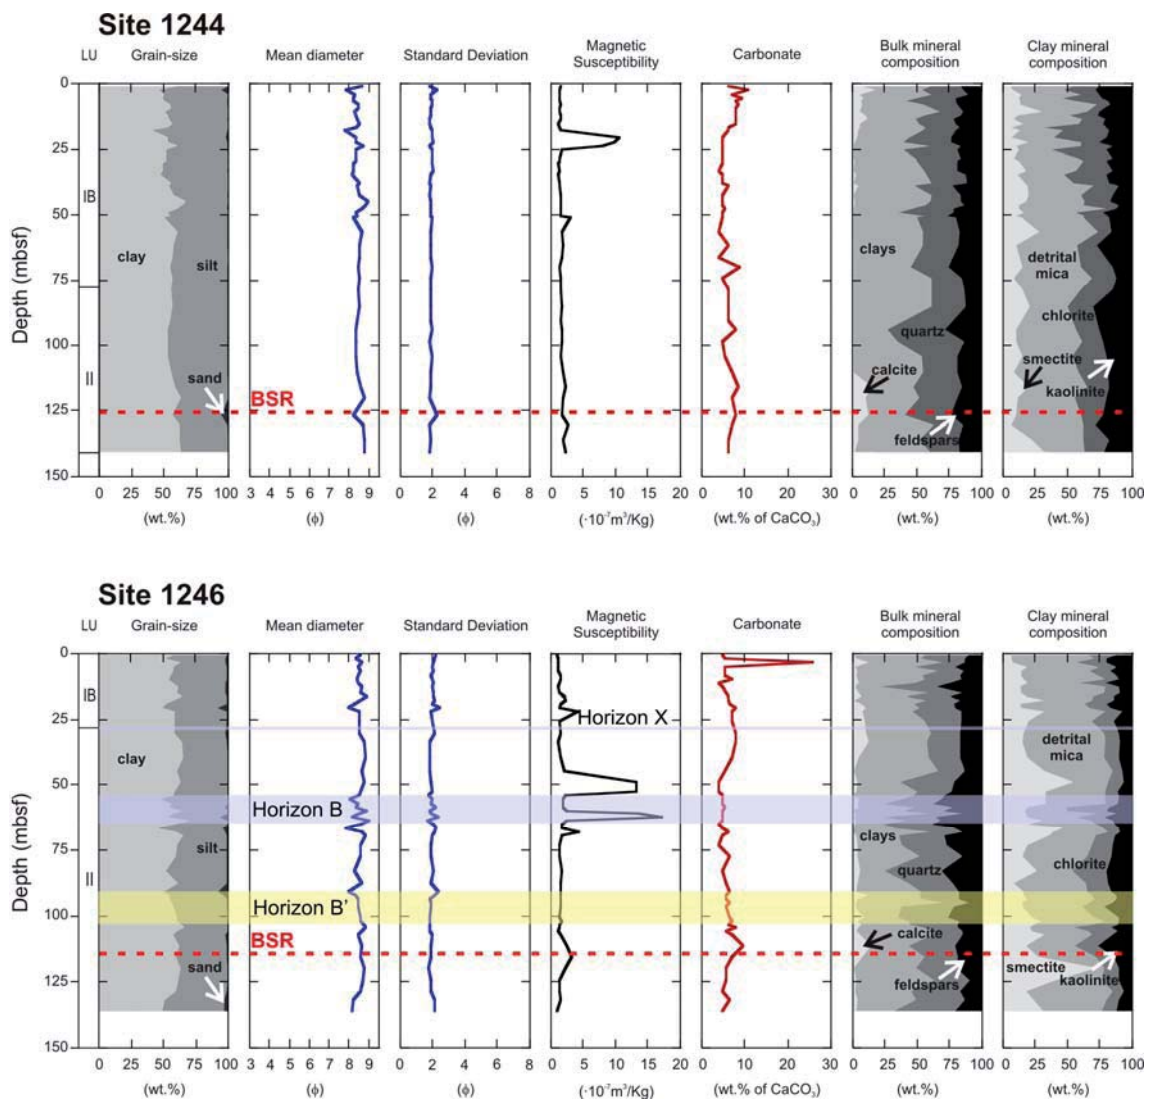 Site 1244
LU Grain-size Mean diameter Standard Deviation Magnetic Susceptibility Carbonate Bulk mineral composition Clay mineral composition
Depth (mbsf)
0
25
50
75
100
125
150
IB
II
clay
silt
sand
BSR
clays
quartz
calcite
feldspars
detrital mica
chlorite
smectite
kaolinite
0 25 50 75 100 3 4 5 6 7 8 9 0 2 4 6 8 0 5 10 15 20 0 10 20 30 0 25 50 75 100 25 50 75 100
(wt.%) (ϕ) (ϕ) (·10⁻⁷m³/Kg) (wt.% of CaCO₃) (wt.%) (wt.%)
Site 1246
LU Grain-size Mean diameter Standard Deviation Magnetic Susceptibility Carbonate Bulk mineral composition Clay mineral composition
Depth (mbsf)
0
25
50
75
100
125
150
IB
II
clay
silt
sand
Horizon X
Horizon B
Horizon B’
BSR
clays
quartz
calcite
feldspars
detrital mica
chlorite
smectite
kaolinite
0 25 50 75 100 3 4 5 6 7 8 9 0 2 4 6 8 0 5 10 15 20 0 10 20 30 0 25 50 75 100 25 50 75 100
(wt.%) (ϕ) (ϕ) (·10⁻⁷m³/Kg) (wt.% of CaCO₃) (wt.%) (wt.%)